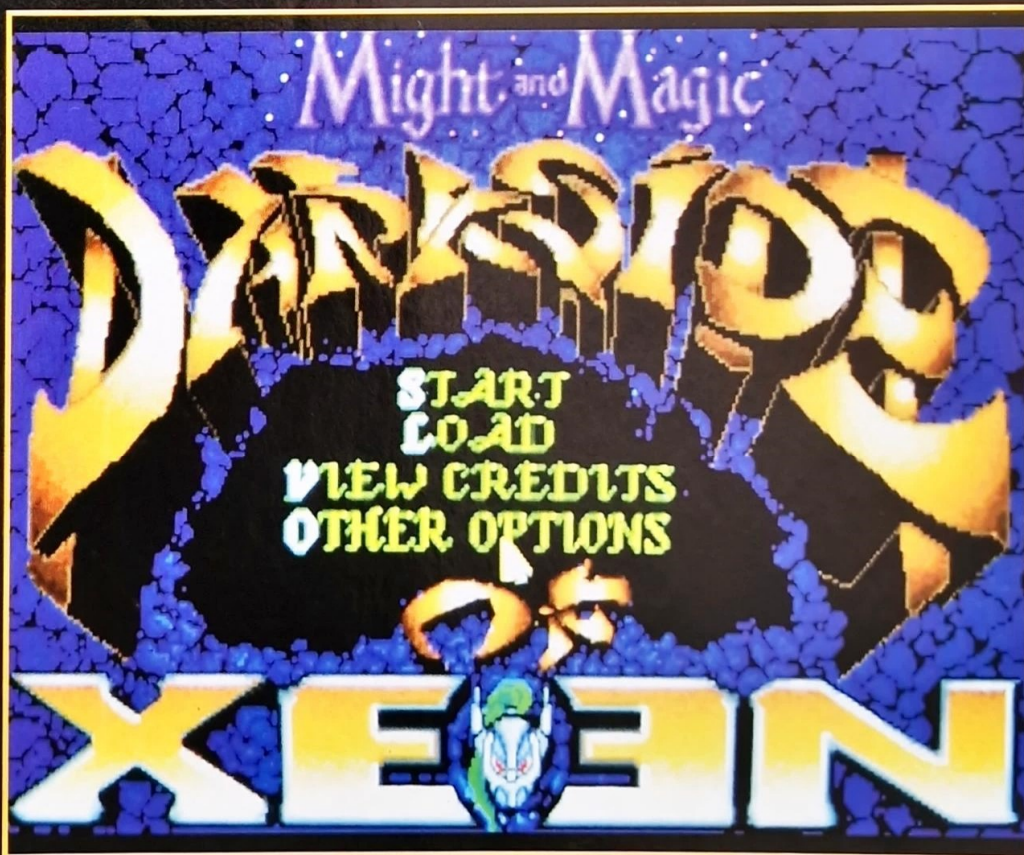 Might and Magic
DARKSIDE
START
LOAD
VIEW CREDITS
OTHER OPTIONS
OF
XEEN